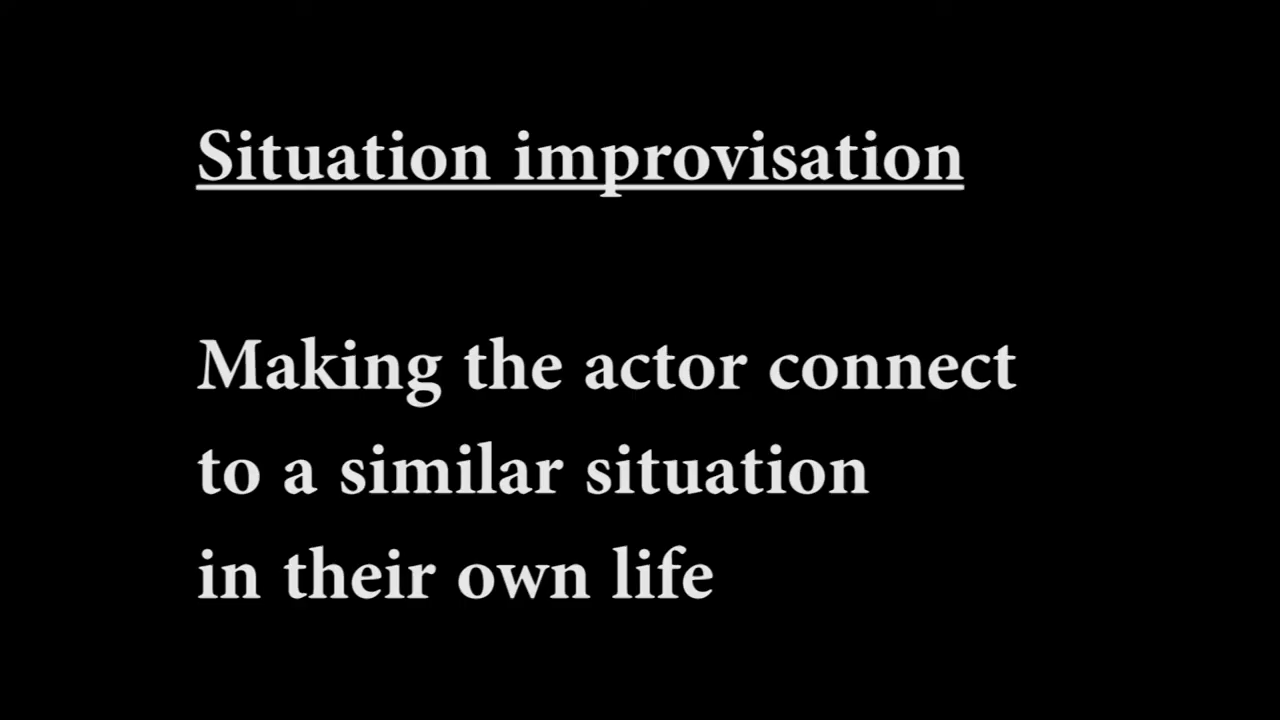 Situation improvisation
Making the actor connect
to a similar situation
in their own life